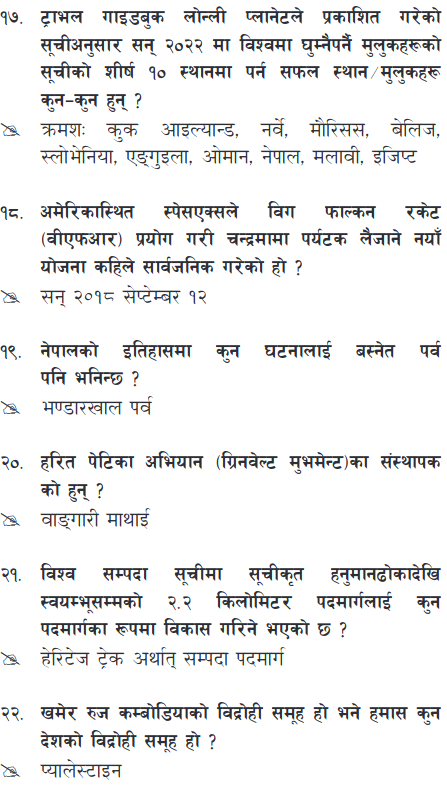 १७. ट्राभल गाइडबुक लोन्ली प्लानेटले प्रकाशित गरेको
सूचीअनुसार सन् २०२२ मा विश्वमा घुम्नैपर्ने मुलुकहरूको
सूचीको शीर्ष १० स्थानमा पर्न सफल स्थान/मुलुकहरू
कुन-कुन हुन् ?
क्रमशः कुक आइल्यान्ड, नर्वे, मौरिसस, बेलिज,
स्लोभेनिया, एङ्गुइला, ओमान, नेपाल, मलावी, इजिप्ट
१८. अमेरिकास्थित स्पेसएक्सले विग फाल्कन रकेट
(वीएफआर) प्रयोग गरी चन्द्रमामा पर्यटक लैजाने नयाँ
योजना कहिले सार्वजनिक गरेको हो ?
सन् २०१८ सेप्टेम्बर १२
१९. नेपालको इतिहासमा कुन घटनालाई बस्नेत पर्व
पनि भनिन्छ ?
भण्डारखाल पर्व
२०. हरित पेटिका अभियान (ग्रिनवेल्ट मुभमेन्ट)का संस्थापक
को हुन् ?
वाङ्गारी माथाई
२१. विश्व सम्पदा सूचीमा सूचीकृत हनुमानढोकादेखि
स्वयम्भूसम्मको २.२ किलोमिटर पदमार्गलाई कुन
पदमार्गका रूपमा विकास गरिने भएको छ ?
हेरिटेज ट्रेक अर्थात् सम्पदा पदमार्ग
२२. खमेर रुज कम्बोडियाको विद्रोही समूह हो भने हमास कुन
देशको विद्रोही समूह हो ?
प्यालेस्टाइन